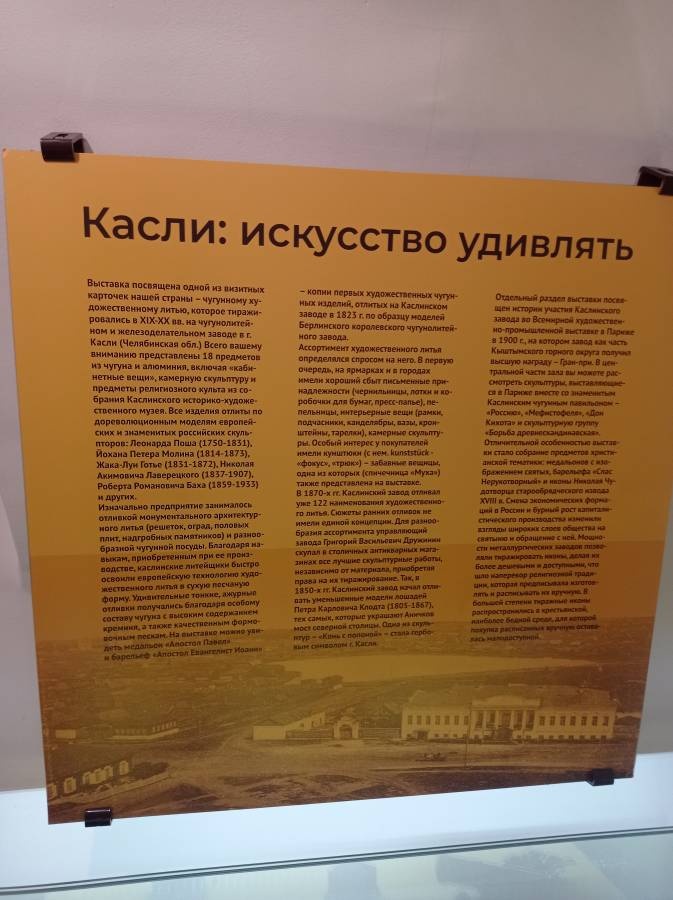 Касли: искусство удивлять
Выставка посвящена одной из визитных
карточек нашей страны – чугунному ху-
дожественному литью, которое тиражи-
ровались в XIX-XX вв. на чугунолитей-
ном и железоделательном заводе в г.
Касли (Челябинская обл.) Всего вашему
вниманию представлены 18 предметов
из чугуна и алюминия, включая «каби-
нетные вещи», камерную скульптуру и
предметы религиозного культа из со-
брания Каслинского историко-художе-
ственного музея. Все изделия отлиты по
дореволюционным моделям европей-
ских и знаменитых российских скуль-
пторов: Леонарда Поша (1750-1831),
Йохана Петера Молина (1814-1873),
Жака-Луи Готье (1831-1872), Николая
Акимовича Лаверецкого (1837-1907),
Роберта Романовича Баха (1859-1933)
и других.
Изначально предприятие занималось
отливкой монументального архитектур-
ного литья (решеток, оград, половых
плит, надгробных памятников) и разно-
образной чугунной посуды. Благодаря на-
выкам, приобретенным при ее произ-
водстве, каслинские литейщики быстро
освоили европейскую технологию худо-
жественного литья в сухую песчаную
форму. Удивительные тонкие, ажурные
отливки получались благодаря особому
составу чугуна с высоким содержанием
кремния, а также качественным формо-
вочным пескам. На выставке можно уви-
деть медальон «Апостол Павел»
и барельеф «Апостол Евангелист Иоанн»
– копии первых художественных чугун-
ных изделий, отлитых на Каслинском
заводе в 1823 г. по образцу моделей
Берлинского королевского чугунолитей-
ного завода.
Ассортимент художественного литья
определялся спросом на него. В первую
очередь, на ярмарках и в городах
имели хороший сбыт письменные при-
надлежности (чернильницы, лотки и ко-
робочки для бумаг, пресс-папье), пе-
пельницы, интерьерные вещи (рамки,
подчасники, канделябры, вазы, крон-
штейны, тарелки), камерные скульпту-
ры. Особый интерес у покупателей
имели кунштюки (с нем. kunststück -
«фокус», «трюк») – забавные вещицы,
одна из которых (спичечница «Муха»)
также представлена на выставке.
В 1870-х гг. Каслинский завод отливал
уже 122 наименования художественно-
го литья. Сюжеты ранних отливок не
имели единой концепции. Для разно-
образия ассортимента управляющий
завода Григорий Васильевич Дружинин
скупал в столичных антикварных мага-
зинах все лучшие скульптурные работы,
независимо от материала, приобретая
права на их тиражирование. Так, в
1850-х гг. Каслинский завод начал отли-
вать уменьшенные модели лошадей
Петра Карловича Клодта (1805-1867),
тех самых, которые украшают Аничков
мост северной столицы. Одна из скуль-
птур – «Конь с попоной» – стала гербо-
вым символом г. Касли.
Отдельный раздел выставки посвя-
щен истории участия Каслинского
завода во Всемирной художествен-
но-промышленной выставке в Париже
в 1900 г., на котором завод как часть
Кыштымского горного округа получил
высшую награду – Гран-при. В цен-
тральной части зала вы можете рас-
смотреть скульптуры, выставляющие-
ся в Париже вместе со знаменитым
Каслинским чугунным павильоном –
«Россию», «Мефистофеля», «Дон
Кихота» и скульптурную группу
«Борьба древнескандинавская».
Отличительной особенностью выстав-
ки стало собрание предметов христи-
анской тематики: медальонов с изо-
бражением святых, барельефа «Спас
Нерукотворный» и иконы Николая Чу-
дотворца старообрядческого извода
XVIII в. Смена экономических форма-
ций в России и бурный рост капитали-
стического производства изменили
взгляды широких слоев общества на
святыню и обращение с ней. Мощно-
сти металлургических заводов позво-
ляли тиражировать иконы, делая их
более дешевыми и доступными, что
шло наперекор религиозной тради-
ции, которая предписывала изготов-
лять и расписывать их вручную. В
большей степени тиражные иконы
распространялись в крестьянской,
наиболее бедной среде, для которой
покупка расписанных вручную остава-
лась малодоступной.